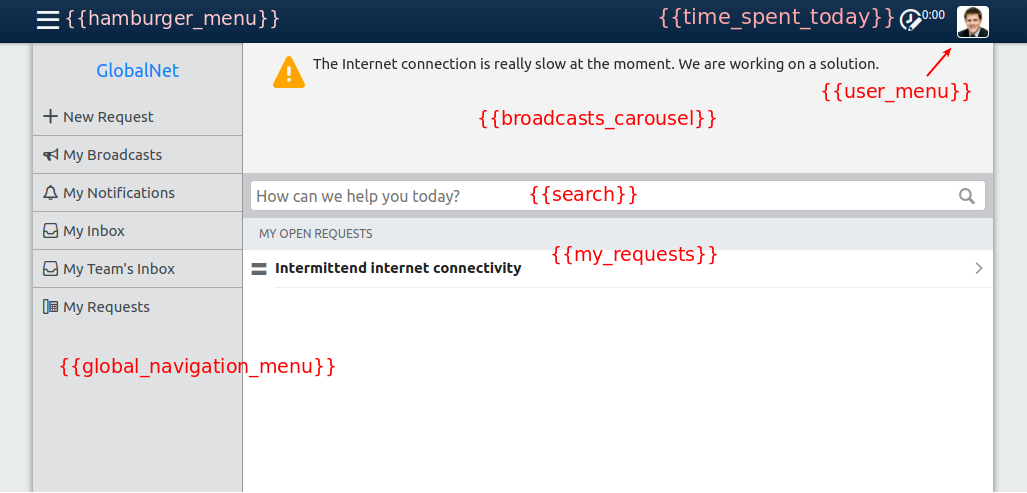 {{hamburger_menu}}
{{time_spent_today}} 0:00
GlobalNet
The Internet connection is really slow at the moment. We are working on a solution.
{{user_menu}}
{{broadcasts_carousel}}
New Request
My Broadcasts
My Notifications
My Inbox
My Team's Inbox
My Requests
{{global_navigation_menu}}
How can we help you today?
{{search}}
MY OPEN REQUESTS
{{my_requests}}
Intermittend internet connectivity